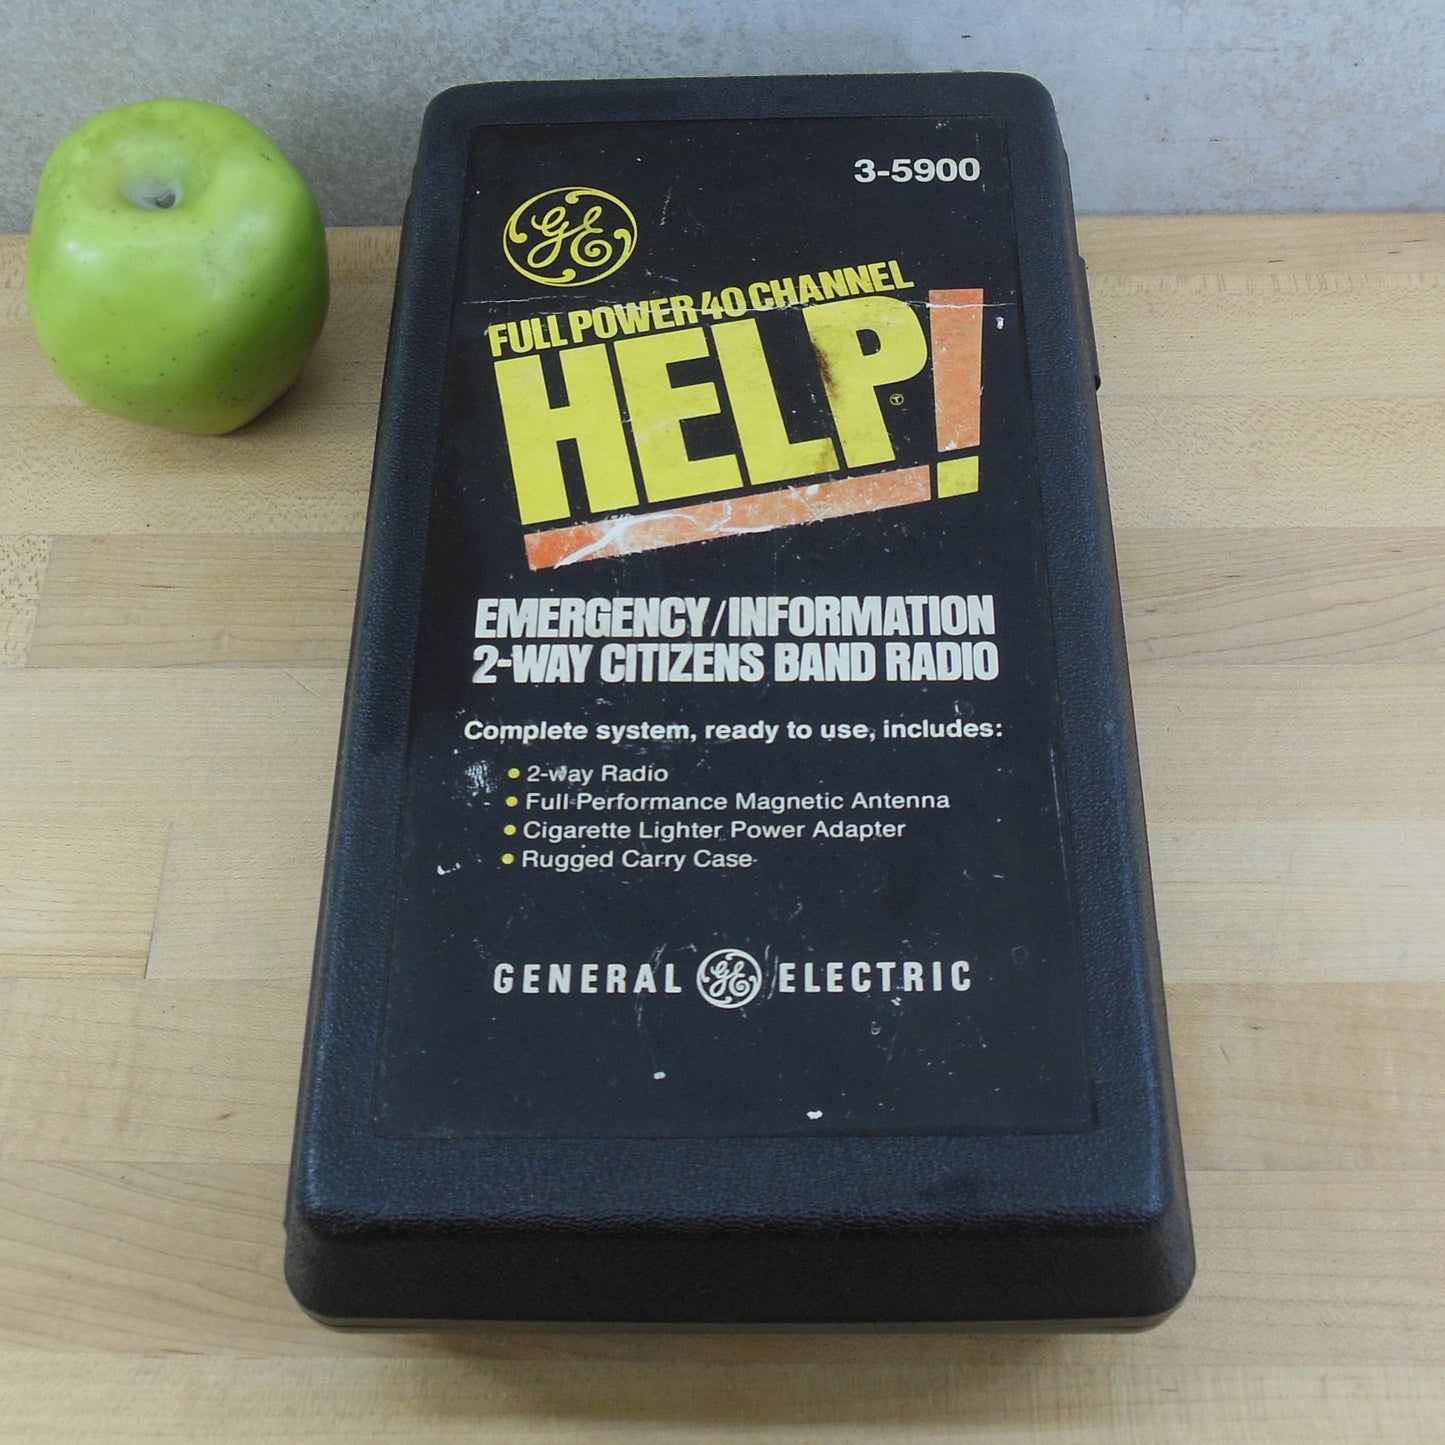 3-5900
GE
FULL POWER 40 CHANNEL
HELP!
EMERGENCY/INFORMATION
2-WAY CITIZENS BAND RADIO
Complete system, ready to use, includes:
• 2-way Radio
• Full Performance Magnetic Antenna
• Cigarette Lighter Power Adapter
• Rugged Carry Case
GENERAL GE ELECTRIC